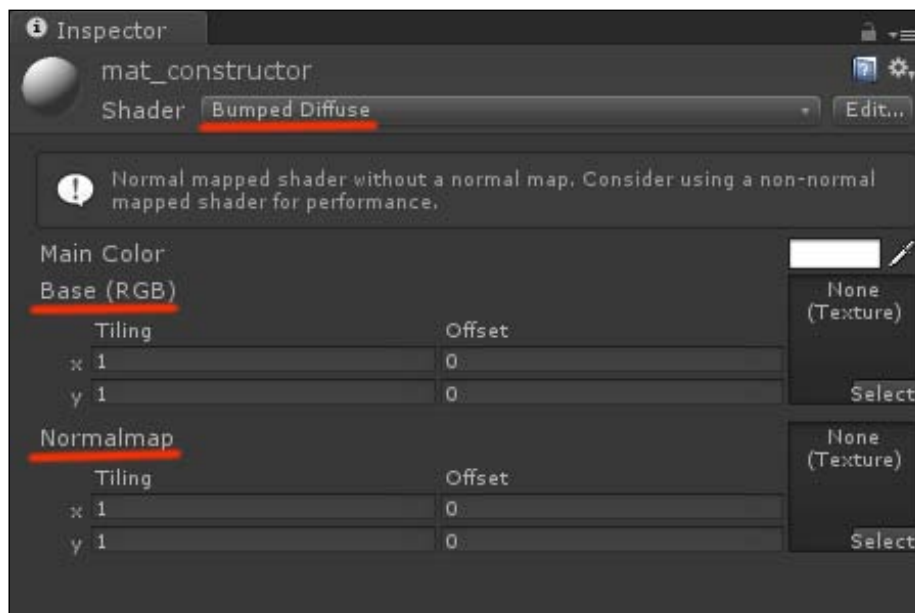 Inspector
mat_constructor
Shader Bumped Diffuse Edit...
Normal mapped shader without a normal map. Consider using a non-normal
mapped shader for performance.
Main Color
Base (RGB)
None
(Texture)
Tiling Offset
x 1 0
y 1 0 Select
Normalmap
None
(Texture)
Tiling Offset
x 1 0
y 1 0 Select